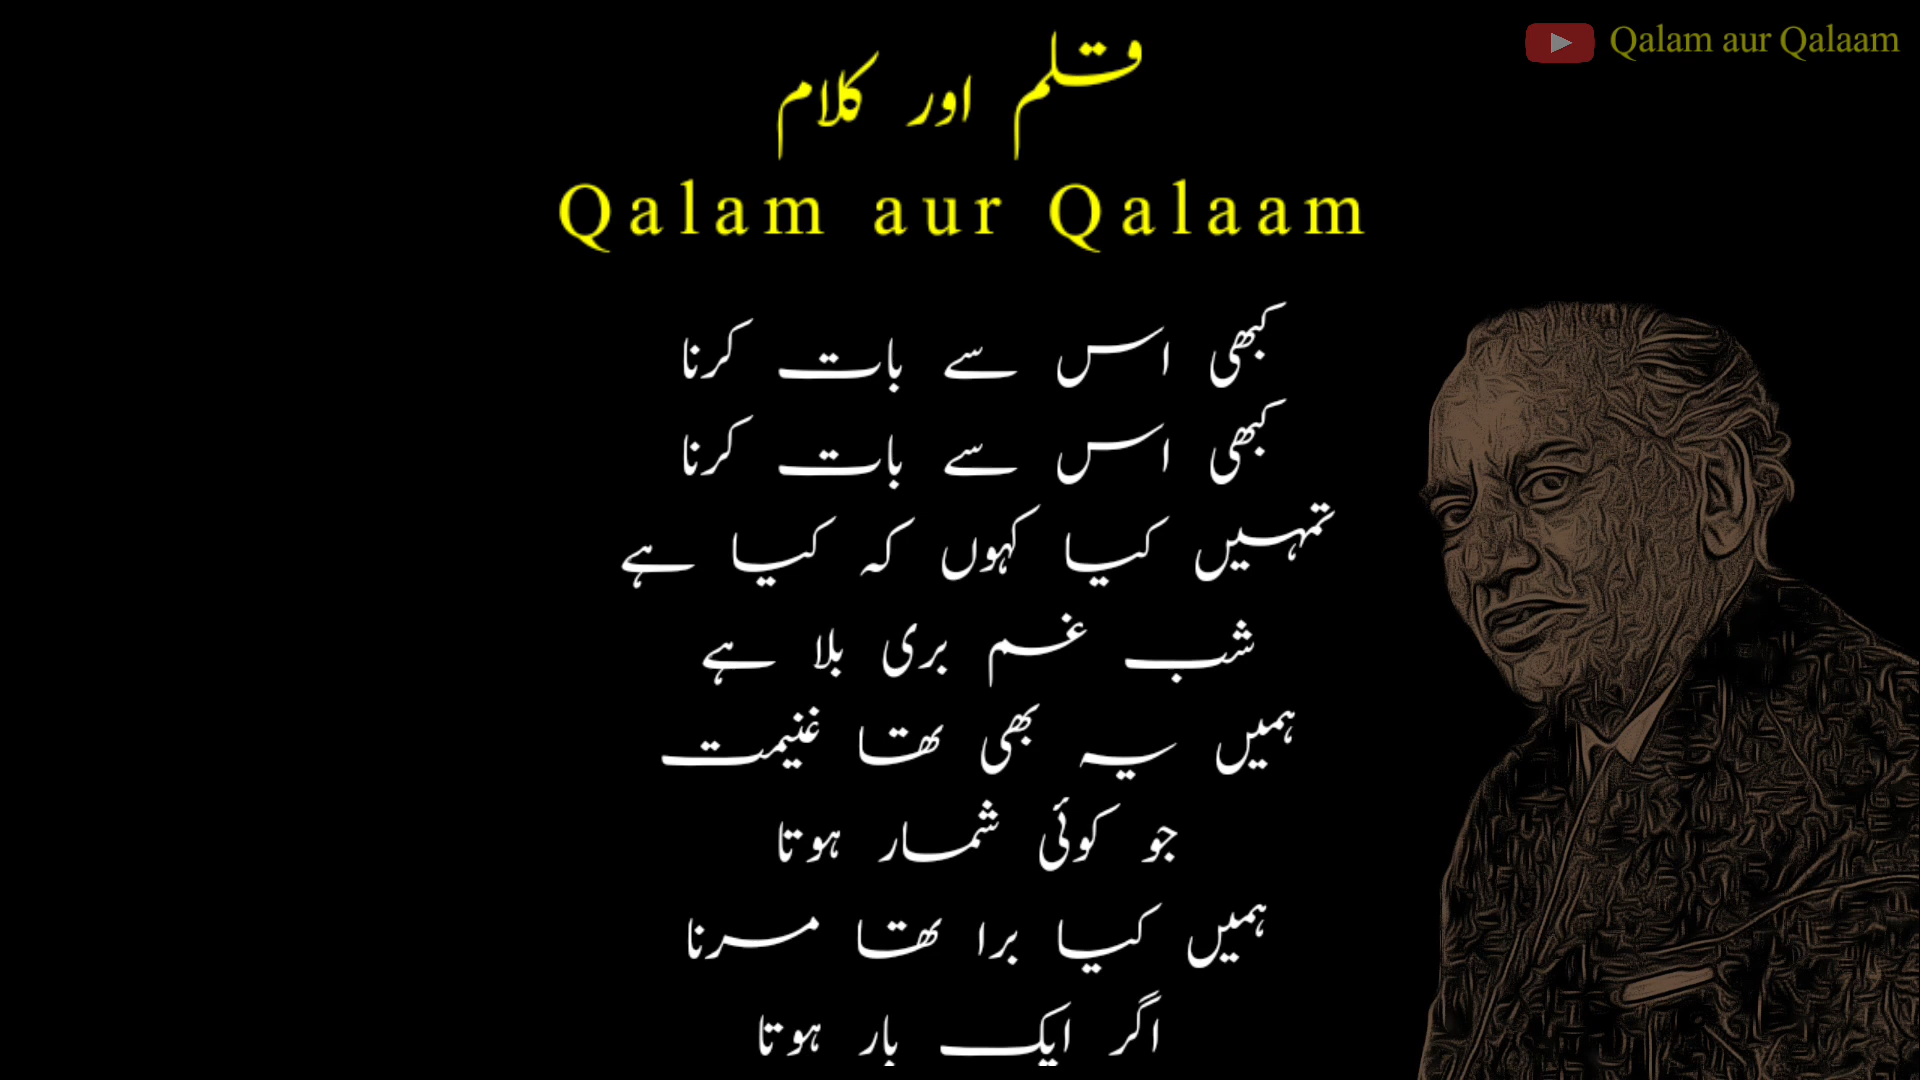 Qalam aur Qalaam
قلم اور کلام
Qalam aur Qalaam
کبھی اس سے بات کرنا
کبھی اس سے بات کرنا
تمہیں کیا کہوں کہ کیا ہے
شب غم بری بلا ہے
ہمیں یہ بھی تھا غنیمت
جو کوئی شمار ہوتا
ہمیں کیا برا تھا مرنا
اگر ایک بار ہوتا